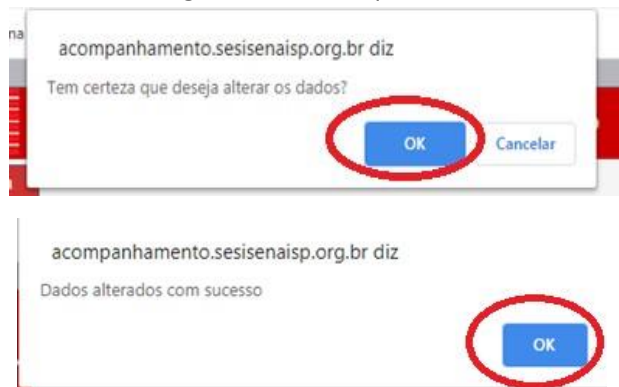 na
acompanhamento.sesisenaisp.org.br diz
Tem certeza que deseja alterar os dados?
OK Cancelar
acompanhamento.sesisenaisp.org.br diz
Dados alterados com sucesso
OK